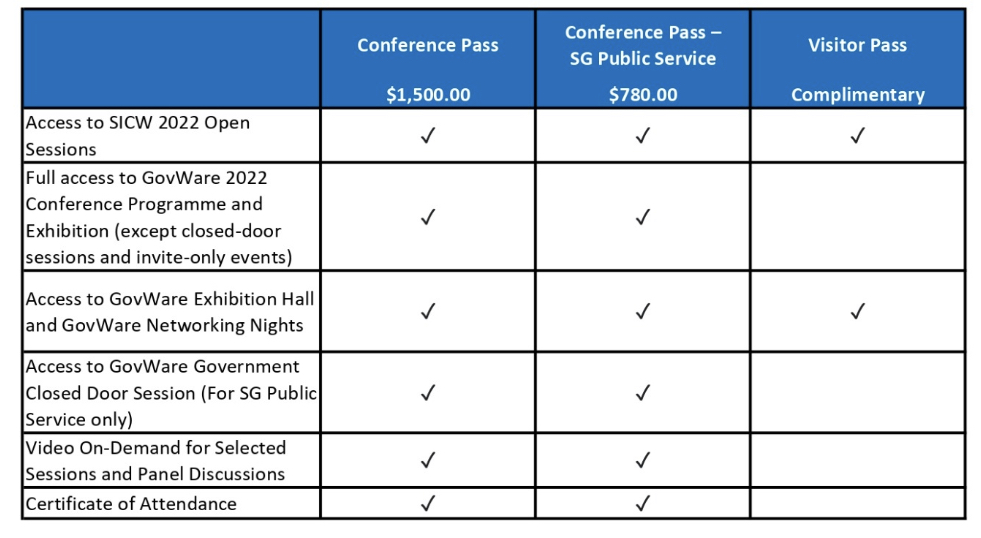 Conference Pass
$1,500.00
Conference Pass –
SG Public Service
$780.00
Visitor Pass
Complimentary
Access to SICW 2022 Open
Sessions
✓ ✓ ✓
Full access to GovWare 2022
Conference Programme and
Exhibition (except closed-door
sessions and invite-only events)
✓ ✓
Access to GovWare Exhibition Hall
and GovWare Networking Nights
✓ ✓ ✓
Access to GovWare Government
Closed Door Session (For SG Public
Service only)
✓ ✓
Video On-Demand for Selected
Sessions and Panel Discussions
✓ ✓
Certificate of Attendance
✓ ✓